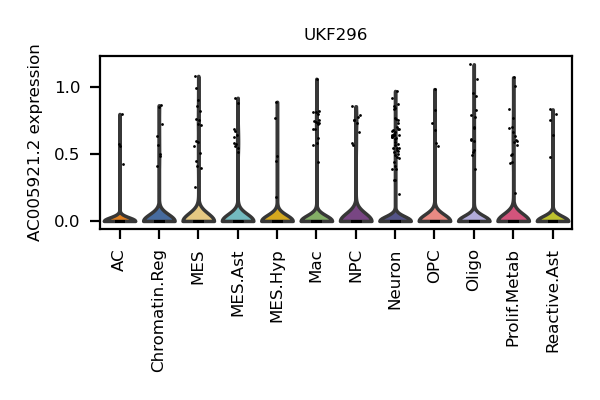 UKF296
AC005921.2 expression
1.0
0.5
0.0
AC
Chromatin.Reg
MES
MES.Ast
MES.Hyp
Mac
NPC
Neuron
OPC
Oligo
Prolif.Metab
Reactive.Ast